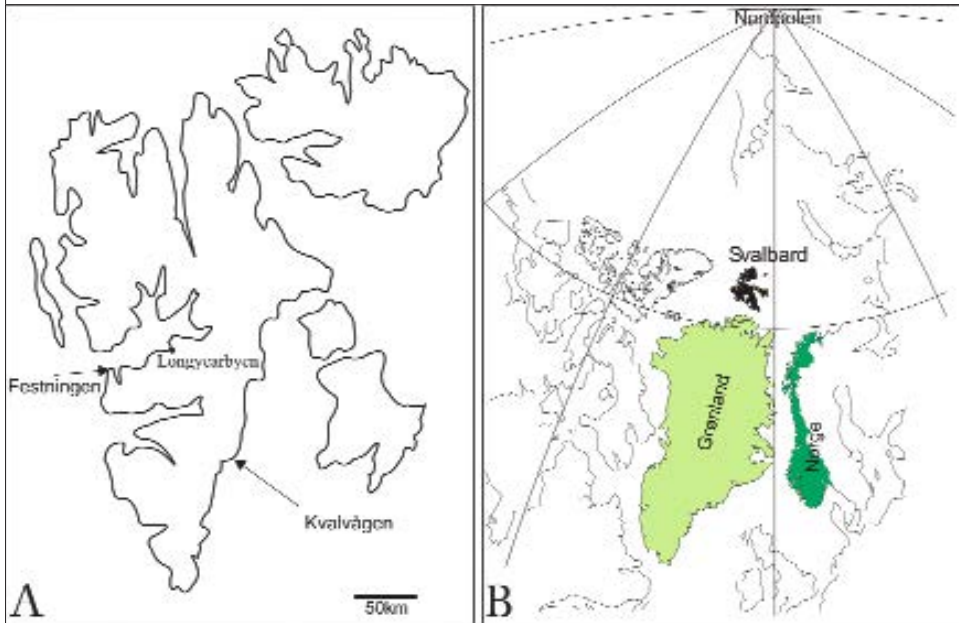 Longyearbyen
Festningen
Kvalvågen
A
50km
Nordpolen
Svalbard
Grønland
Norge
B